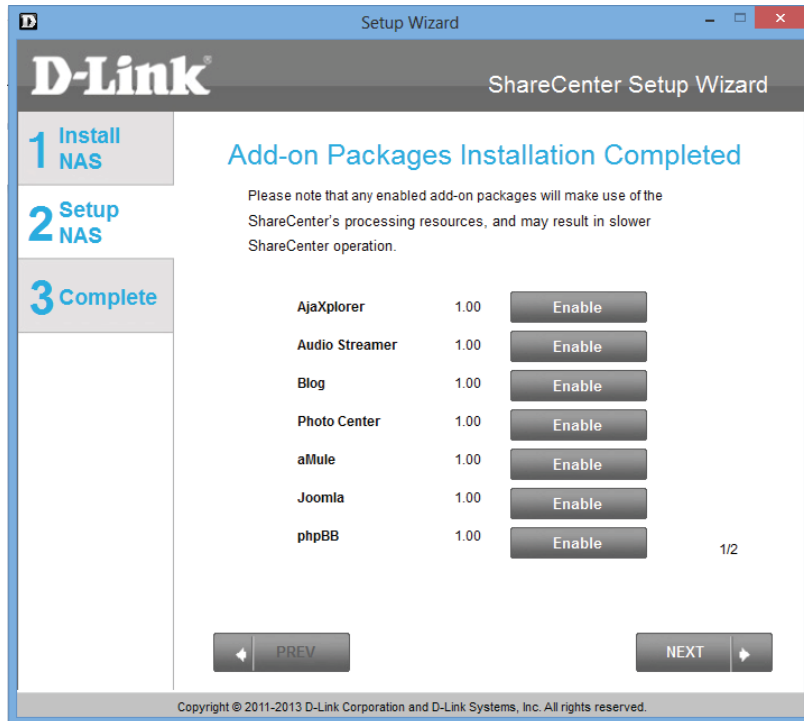 Setup Wizard
D-Link®
ShareCenter Setup Wizard
1 Install NAS
2 Setup NAS
3 Complete
Add-on Packages Installation Completed
Please note that any enabled add-on packages will make use of the
ShareCenter's processing resources, and may result in slower
ShareCenter operation.
AjaXplorer 1.00 Enable
Audio Streamer 1.00 Enable
Blog 1.00 Enable
Photo Center 1.00 Enable
aMule 1.00 Enable
Joomla 1.00 Enable
phpBB 1.00 Enable
1/2
PREV
NEXT
Copyright © 2011-2013 D-Link Corporation and D-Link Systems, Inc. All rights reserved.